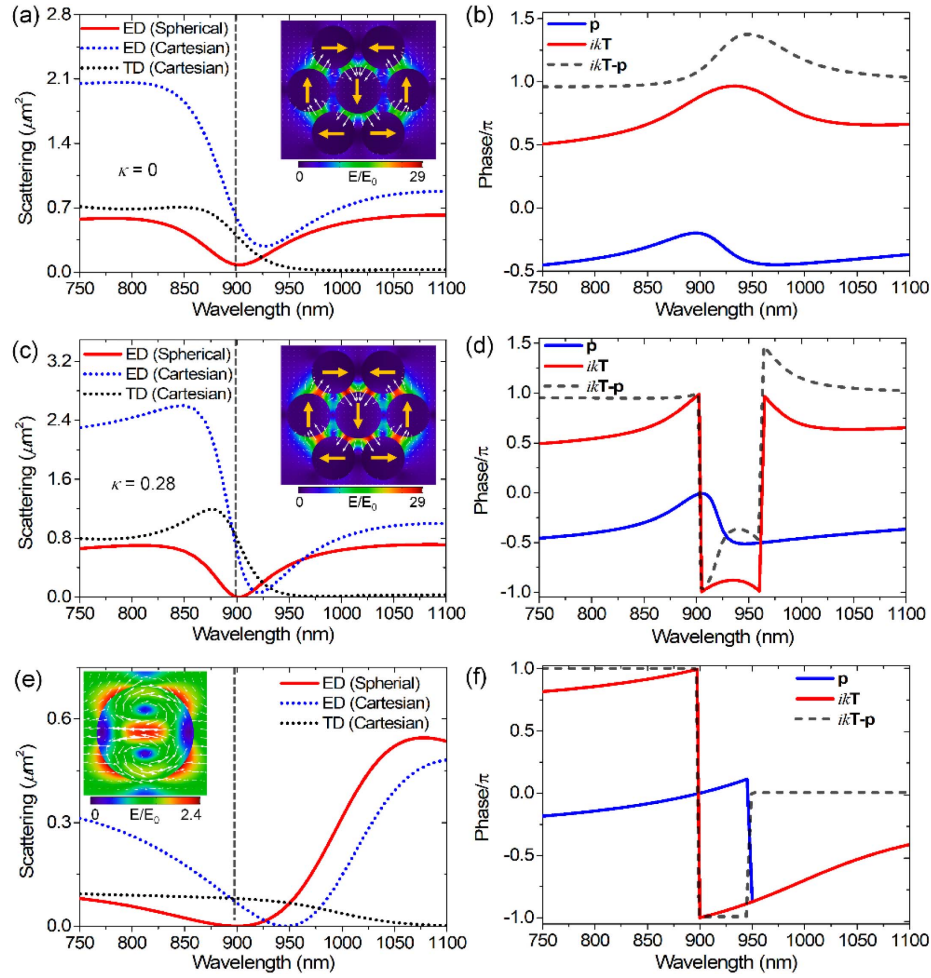 (a)
ED (Spherical)
ED (Cartesian)
TD (Cartesian)
κ = 0
0 E/E0 29
Scattering (μm²)
2.8
2.1
1.4
0.7
0.0
750 800 850 900 950 1000 1050 1100
Wavelength (nm)
(b)
p
ikT
ikT-p
Phase/π
1.5
1.0
0.5
0.0
-0.5
750 800 850 900 950 1000 1050 1100
Wavelength (nm)
(c)
ED (Spherical)
ED (Cartesian)
TD (Cartesian)
κ = 0.28
0 E/E0 29
Scattering (μm²)
3.2
2.4
1.6
0.8
0.0
750 800 850 900 950 1000 1050 1100
Wavelength (nm)
(d)
p
ikT
ikT-p
Phase/π
1.5
1.0
0.5
0.0
-0.5
-1.0
750 800 850 900 950 1000 1050 1100
Wavelength (nm)
(e)
ED (Spherial)
ED (Cartesian)
TD (Cartesian)
0 E/E0 2.4
Scattering (μm²)
0.6
0.3
0.0
750 800 850 900 950 1000 1050 1100
Wavelength (nm)
(f)
p
ikT
ikT-p
Phase/π
1.0
0.5
0.0
-0.5
-1.0
750 800 850 900 950 1000 1050 1100
Wavelength (nm)